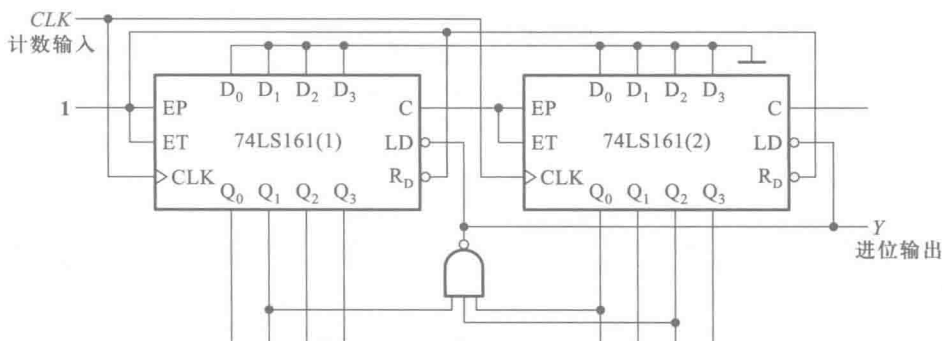 CLK
计数输入
D₀ D₁ D₂ D₃
D₀ D₁ D₂ D₃
1
EP
C
EP
C
ET
74LS161(1)
LD
ET
74LS161(2)
LD
CLK
R_D
CLK
R_D
Q₀ Q₁ Q₂ Q₃
Q₀ Q₁ Q₂ Q₃
Y
进位输出